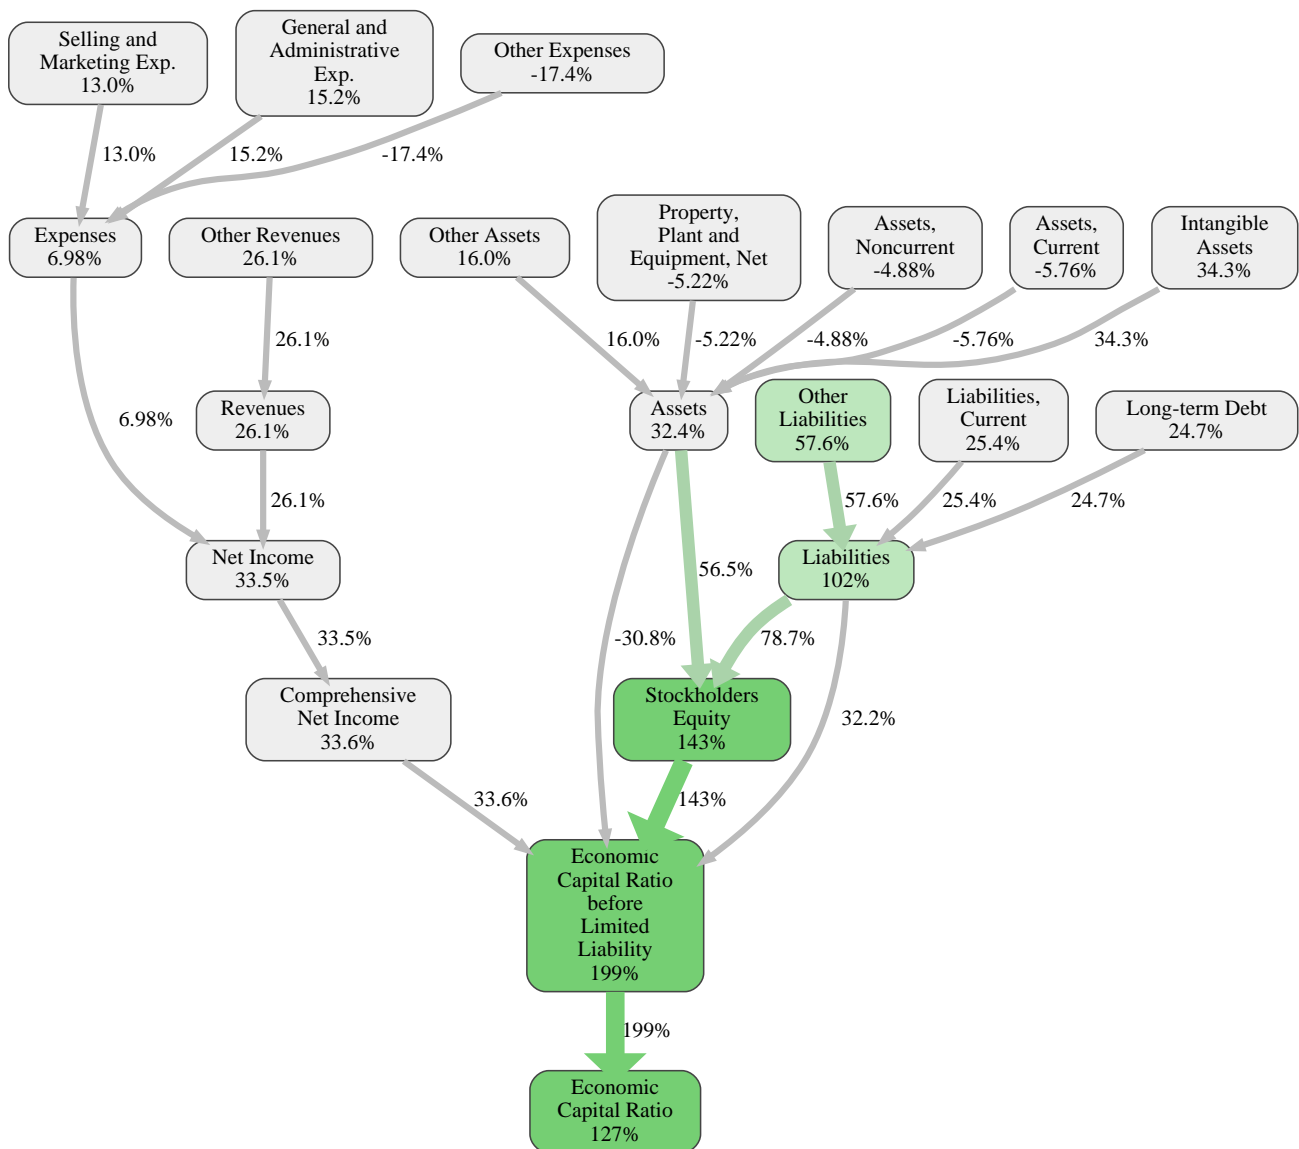 Selling and
Marketing Exp.
13.0%
General and
Administrative
Exp.
15.2%
Other Expenses
-17.4%
13.0%
15.2%
-17.4%
Expenses
6.98%
Other Revenues
26.1%
Other Assets
16.0%
Property,
Plant and
Equipment, Net
-5.22%
Assets,
Noncurrent
-4.88%
Assets,
Current
-5.76%
Intangible
Assets
34.3%
26.1%
16.0%
-5.22%
-4.88%
-5.76%
34.3%
6.98%
Revenues
26.1%
Assets
32.4%
Other
Liabilities
57.6%
Liabilities,
Current
25.4%
Long-term Debt
24.7%
26.1%
57.6%
25.4%
24.7%
Net Income
33.5%
56.5%
Liabilities
102%
33.5%
-30.8%
78.7%
Comprehensive
Net Income
33.6%
Stockholders
Equity
143%
32.2%
33.6%
143%
Economic
Capital Ratio
before
Limited
Liability
199%
199%
Economic
Capital Ratio
127%